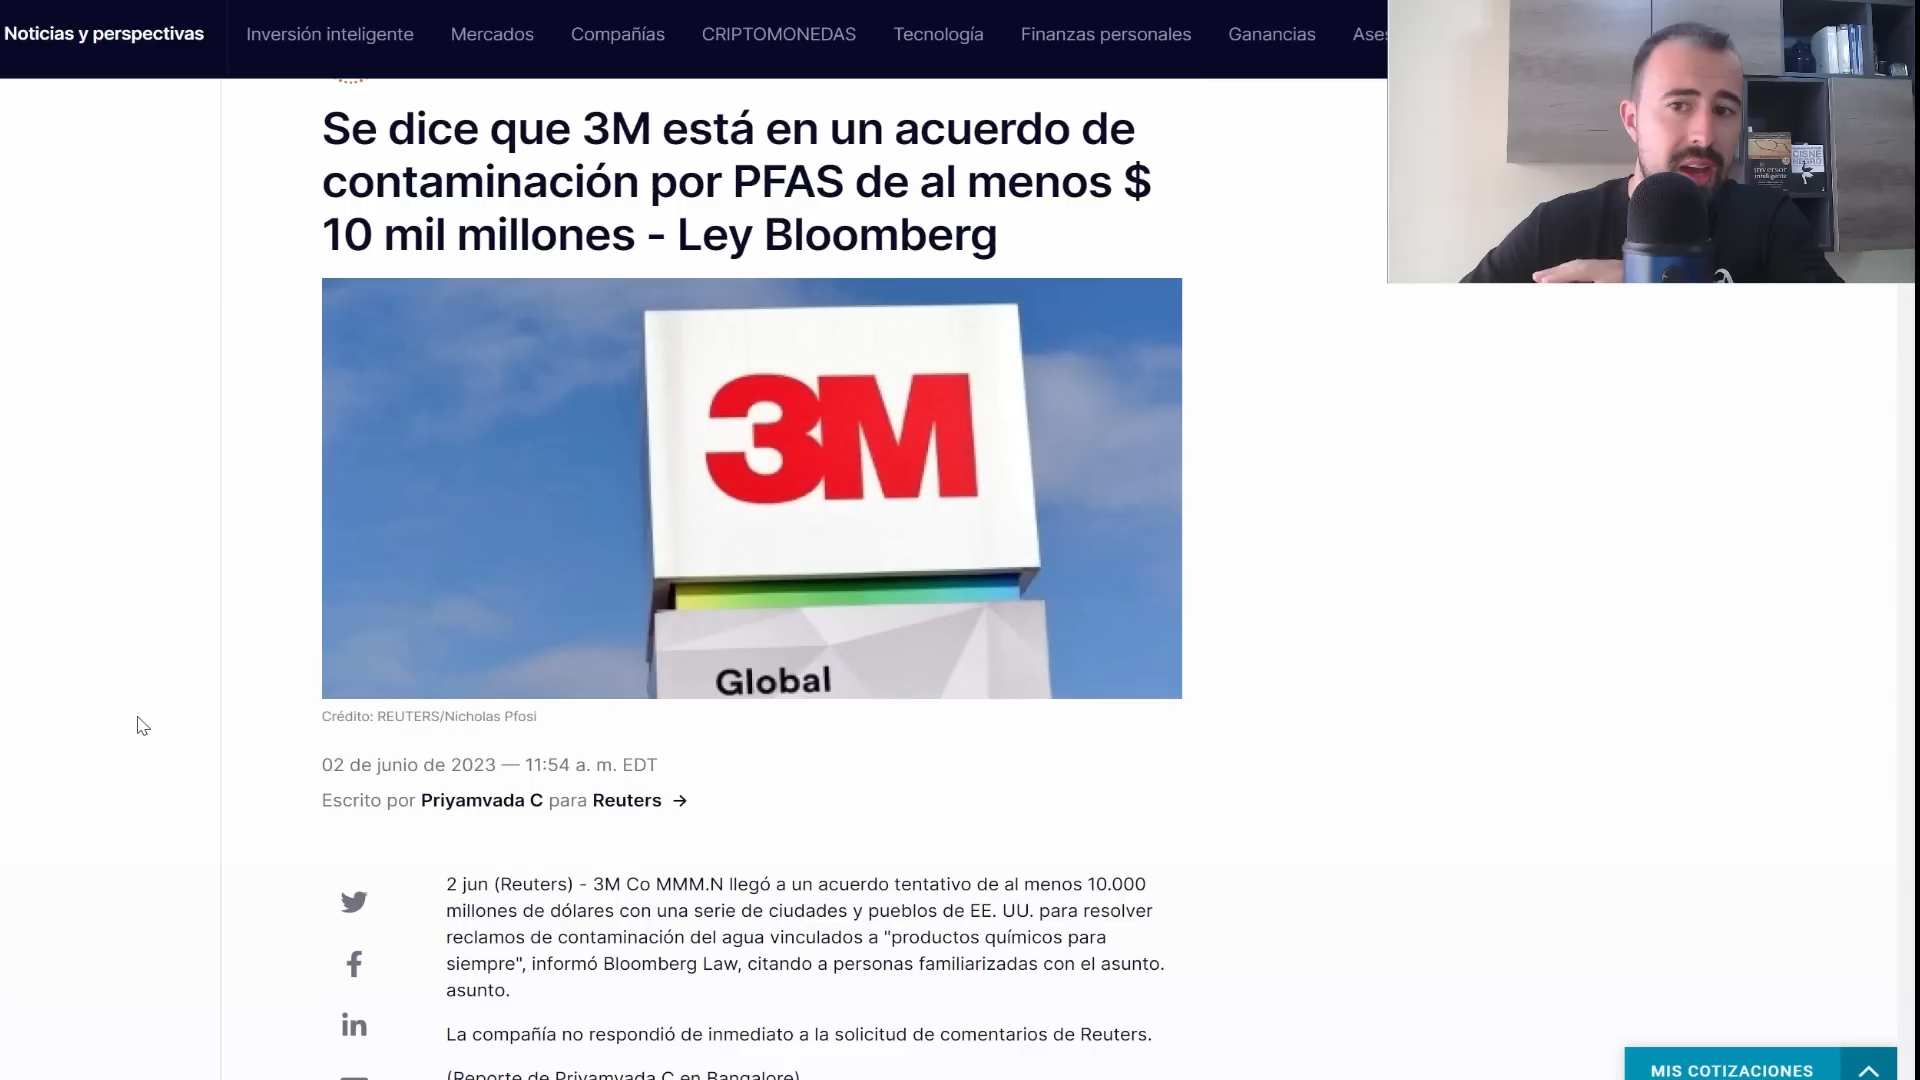 Noticias y perspectivas
Inversión inteligente
Mercados
Compañías
CRIPTOMONEDAS
Tecnología
Finanzas personales
Ganancias
Ases
Se dice que 3M está en un acuerdo de
contaminación por PFAS de al menos $
10 mil millones - Ley Bloomberg
3M
Global
CISNE
NEGRO
inversor
inteligente
Crédito: REUTERS/Nicholas Pfosi
02 de junio de 2023 — 11:54 a. m. EDT
Escrito por Priyamvada C para Reuters →
2 jun (Reuters) - 3M Co MMM.N llegó a un acuerdo tentativo de al menos 10.000
millones de dólares con una serie de ciudades y pueblos de EE. UU. para resolver
reclamos de contaminación del agua vinculados a "productos químicos para
siempre", informó Bloomberg Law, citando a personas familiarizadas con el asunto.
asunto.
La compañía no respondió de inmediato a la solicitud de comentarios de Reuters.
(Reporte de Priyamvada C en Bangalore)
MIS COTIZACIONES